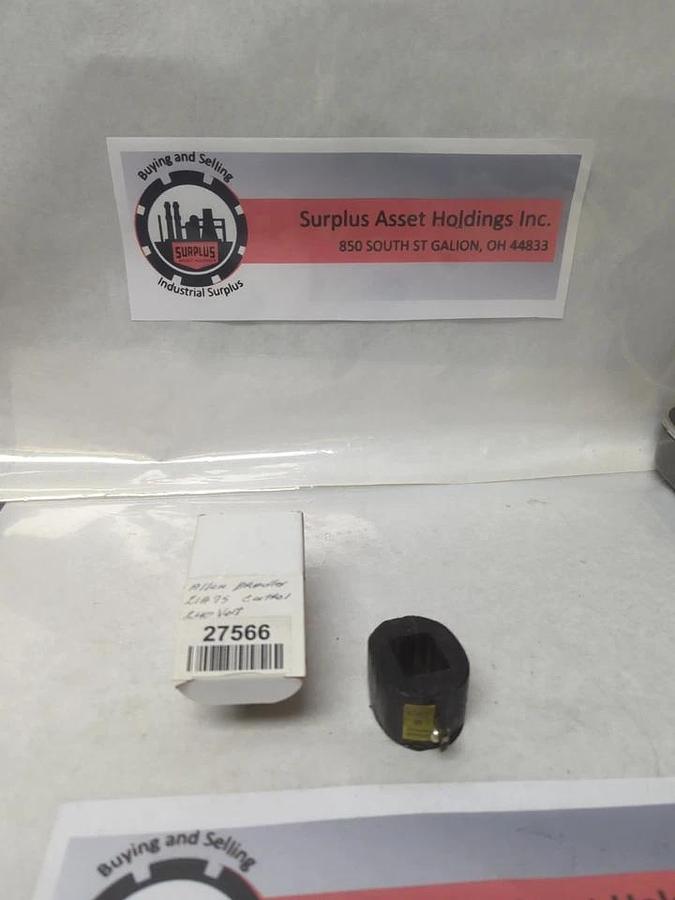 Buying and Selling
Surplus Asset Holdings Inc.
850 SOUTH ST GALION, OH 44833
SURPLUS
Industrial Surplus
Allen Bradley
Control
Volt
27566
Buying and Selling